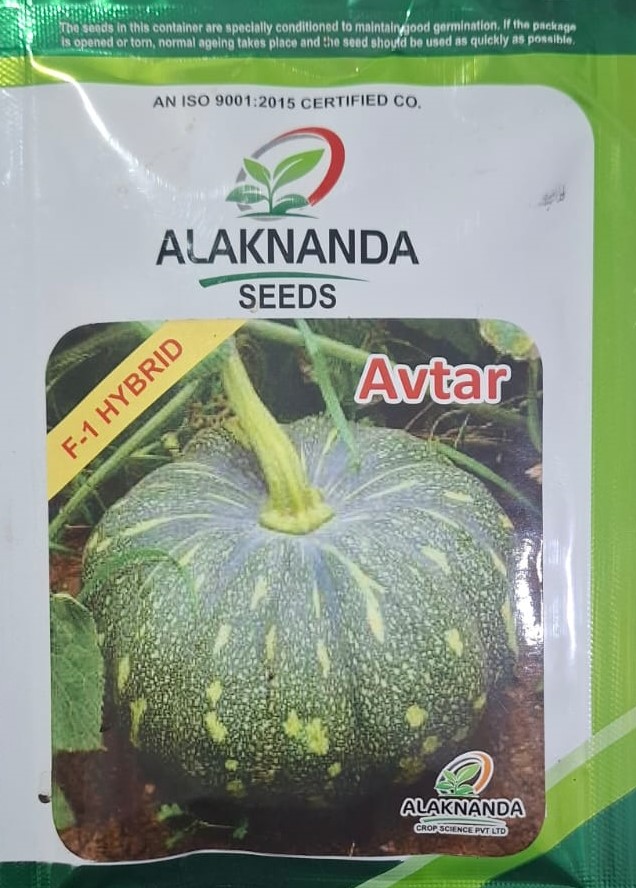 The seeds in this container are specially conditioned to maintain good germination. If the package
is opened or torn, normal ageing takes place and the seed should be used as quickly as possible.
AN ISO 9001:2015 CERTIFIED CO.
ALAKNANDA
SEEDS
F-1 HYBRID
Avtar
ALAKNANDA
CROP SCIENCE PVT LTD